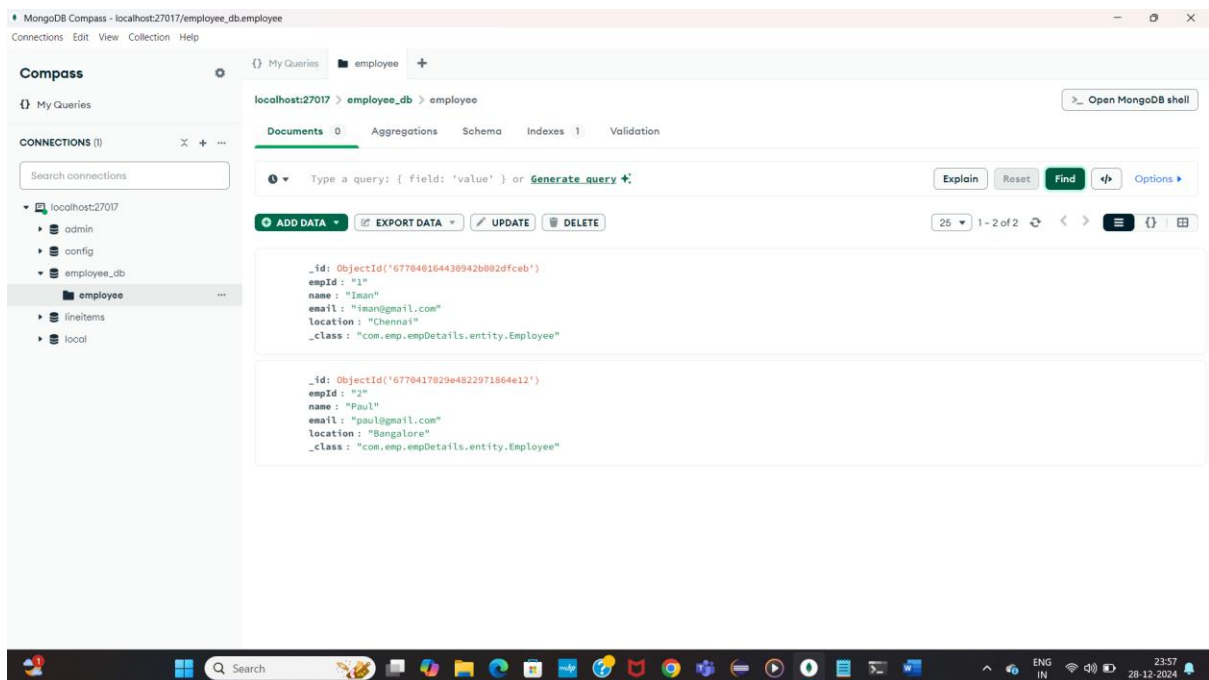 MongoDB Compass - localhost:27017/employee_db.employee
Connections Edit View Collection Help
Compass
{} My Queries
CONNECTIONS (1)
Search connections
localhost:27017
admin
config
employee_db
employee
lineitems
local
{} My Queries employee +
localhost:27017 > employee_db > employee
>_ Open MongoDB shell
Documents 0 Aggregations Schema Indexes 1 Validation
Type a query: { field: 'value' } or Generate query
Explain Reset Find </> Options
ADD DATA EXPORT DATA UPDATE DELETE
25 1 – 2 of 2 {}
_id: ObjectId('677040164430942b002dfceb')
empId : "1"
name : "Iman"
email : "iman@gmail.com"
location : "Chennai"
_class : "com.emp.empDetails.entity.Employee"
_id: ObjectId('6770417029e4822971864e12')
empId : "2"
name : "Paul"
email : "paul@gmail.com"
location : "Bangalore"
_class : "com.emp.empDetails.entity.Employee"
1
Search
ENG
IN
23:57
28-12-2024